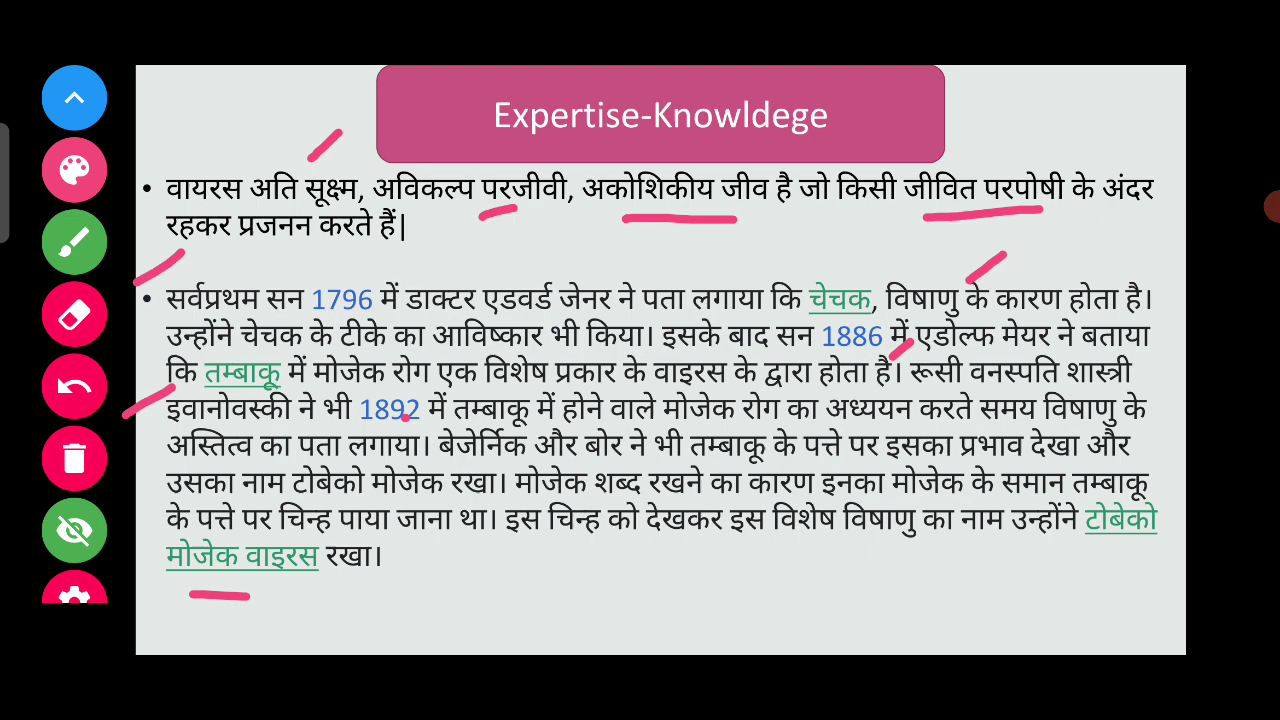 Expertise-Knowldege
• वायरस अति सूक्ष्म, अविकल्प परजीवी, अकोशिकीय जीव है जो किसी जीवित परपोषी के अंदर
रहकर प्रजनन करते हैं|
• सर्वप्रथम सन 1796 में डाक्टर एडवर्ड जेनर ने पता लगाया कि चेचक, विषाणु के कारण होता है।
उन्होंने चेचक के टीके का आविष्कार भी किया। इसके बाद सन 1886 में एडोल्फ मेयर ने बताया
कि तम्बाकू में मोजेक रोग एक विशेष प्रकार के वाइरस के द्वारा होता है। रूसी वनस्पति शास्त्री
इवानोवस्की ने भी 1892 में तम्बाकू में होने वाले मोजेक रोग का अध्ययन करते समय विषाणु के
अस्तित्व का पता लगाया। बेजेर्निक और बोर ने भी तम्बाकू के पत्ते पर इसका प्रभाव देखा और
उसका नाम टोबेको मोजेक रखा। मोजेक शब्द रखने का कारण इनका मोजेक के समान तम्बाकू
के पत्ते पर चिन्ह पाया जाना था। इस चिन्ह को देखकर इस विशेष विषाणु का नाम उन्होंने टोबेको
मोजेक वाइरस रखा।